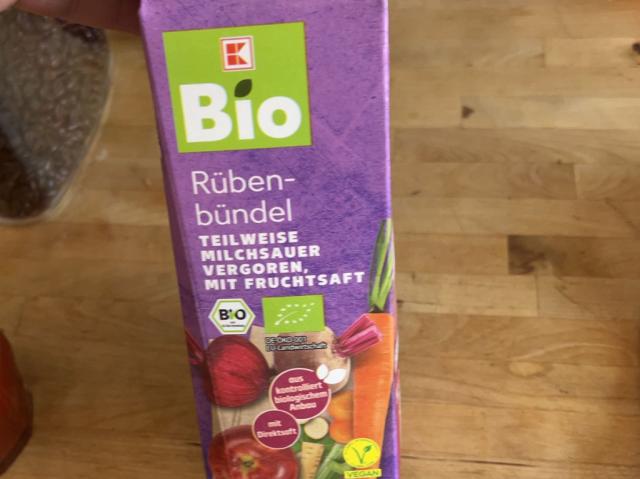 K
Bio
Rüben-
bündel
TEILWEISE
MILCHSAUER
VERGOREN,
MIT FRUCHTSAFT
BIO
DE-ÖKO-001
EU-Landwirtschaft
aus
kontrolliert
biologischem
Anbau
mit
Direktsaft
V
VEGAN